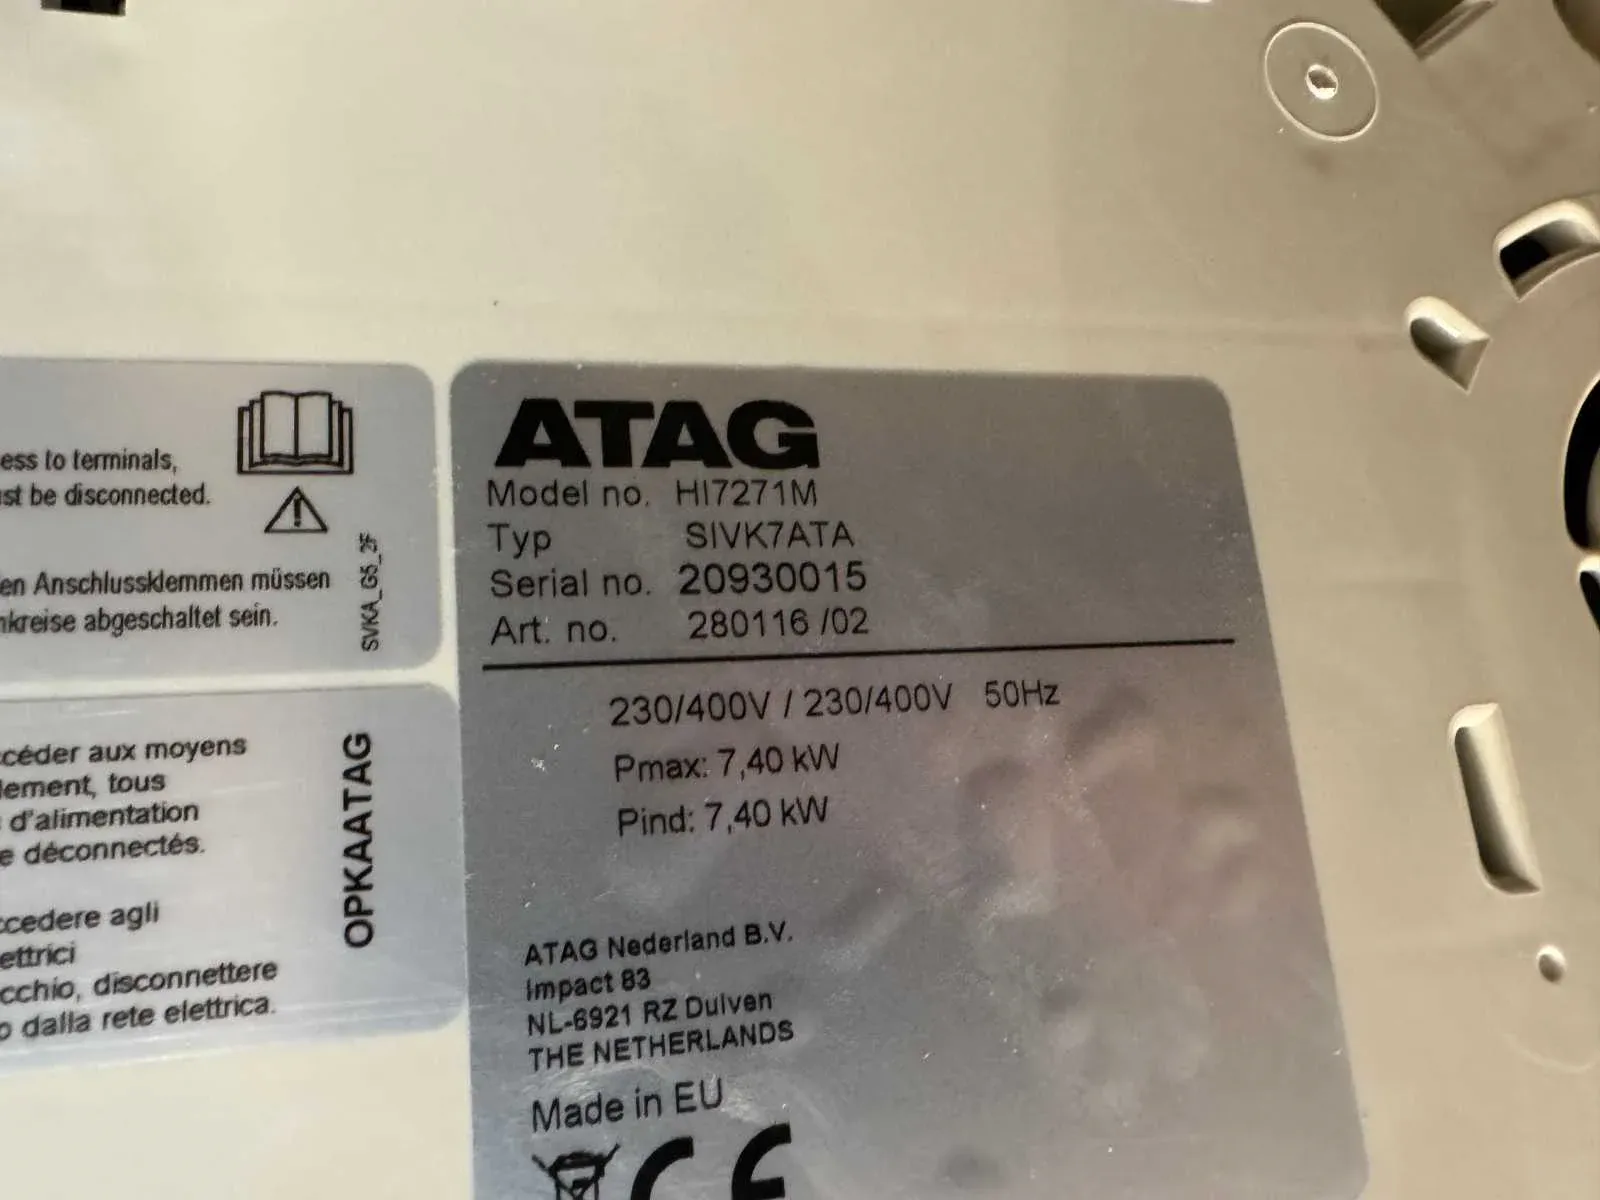 ess to terminals,
st be disconnected.
en Anschlussklemmen müssen
kreise abgeschaltet sein.
SVKA_G5_2F
céder aux moyens
lement, tous
d'alimentation
e déconnectés.
ccedere agli
ettrici
cchio, disconnettere
o dalla rete elettrica.
OPKAATAG
ATAG
Model no. HI7271M
Typ SIVK7ATA
Serial no. 20930015
Art. no. 280116 /02
230/400V / 230/400V 50Hz
Pmax: 7,40 kW
Pind: 7,40 kW
ATAG Nederland B.V.
Impact 83
NL-6921 RZ Duiven
THE NETHERLANDS
Made in EU
CE